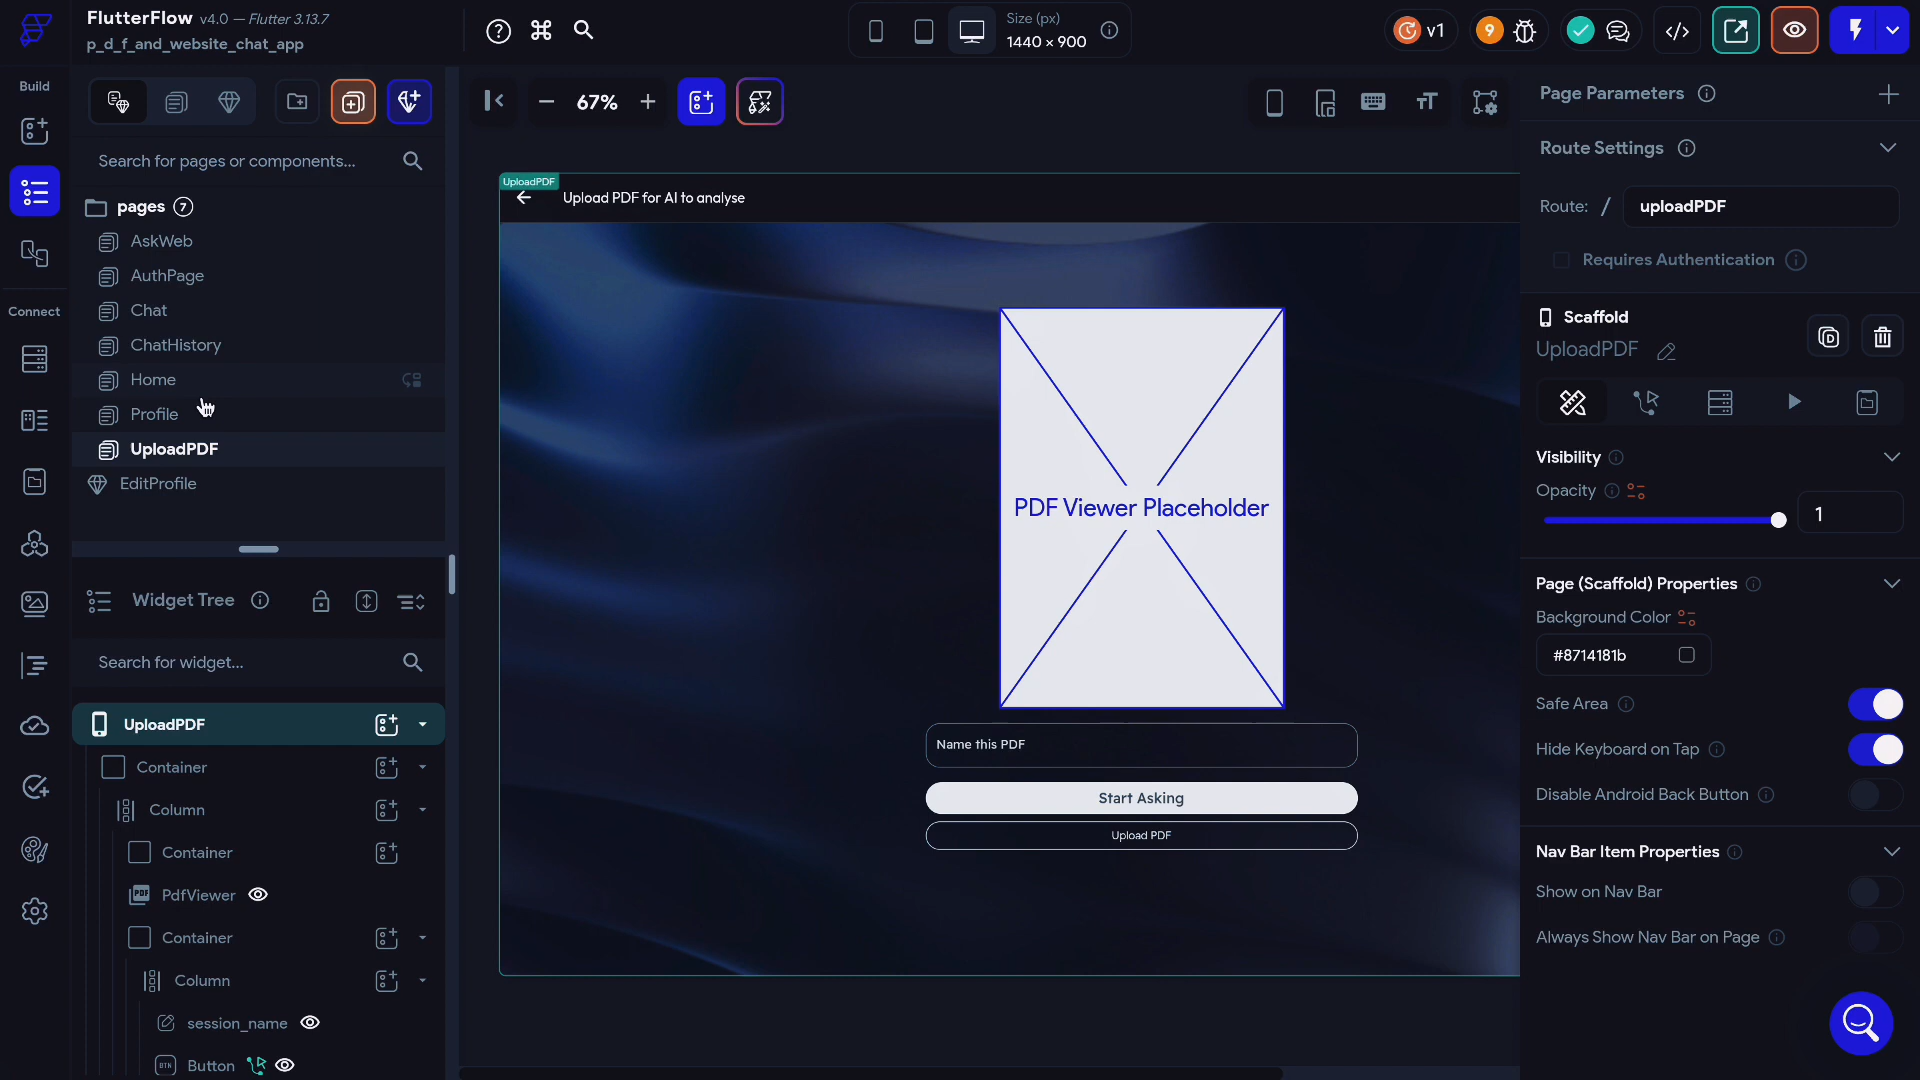 FlutterFlow v4.0 — Flutter 3.13.7
p_d_f_and_website_chat_app
Size (px)
1440 × 900
v1
9
Build
Connect
67%
Search for pages or components...
pages 7
AskWeb
AuthPage
Chat
ChatHistory
Home
Profile
UploadPDF
EditProfile
Widget Tree
Search for widget...
UploadPDF
Container
Column
Container
PDF
PdfViewer
Container
Column
session_name
BTN
Button
UploadPDF
Upload PDF for AI to analyse
PDF Viewer Placeholder
Name this PDF
Start Asking
Upload PDF
Page Parameters
Route Settings
Route: / uploadPDF
Requires Authentication
Scaffold
UploadPDF
Visibility
Opacity
1
Page (Scaffold) Properties
Background Color
#8714181b
Safe Area
Hide Keyboard on Tap
Disable Android Back Button
Nav Bar Item Properties
Show on Nav Bar
Always Show Nav Bar on Page